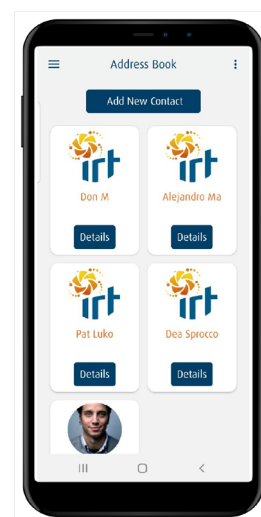 Address Book
Add New Contact
irt
irt
Don M
Alejandro Ma
Details
Details
irt
irt
Pat Luko
Dea Sprocco
Details
Details